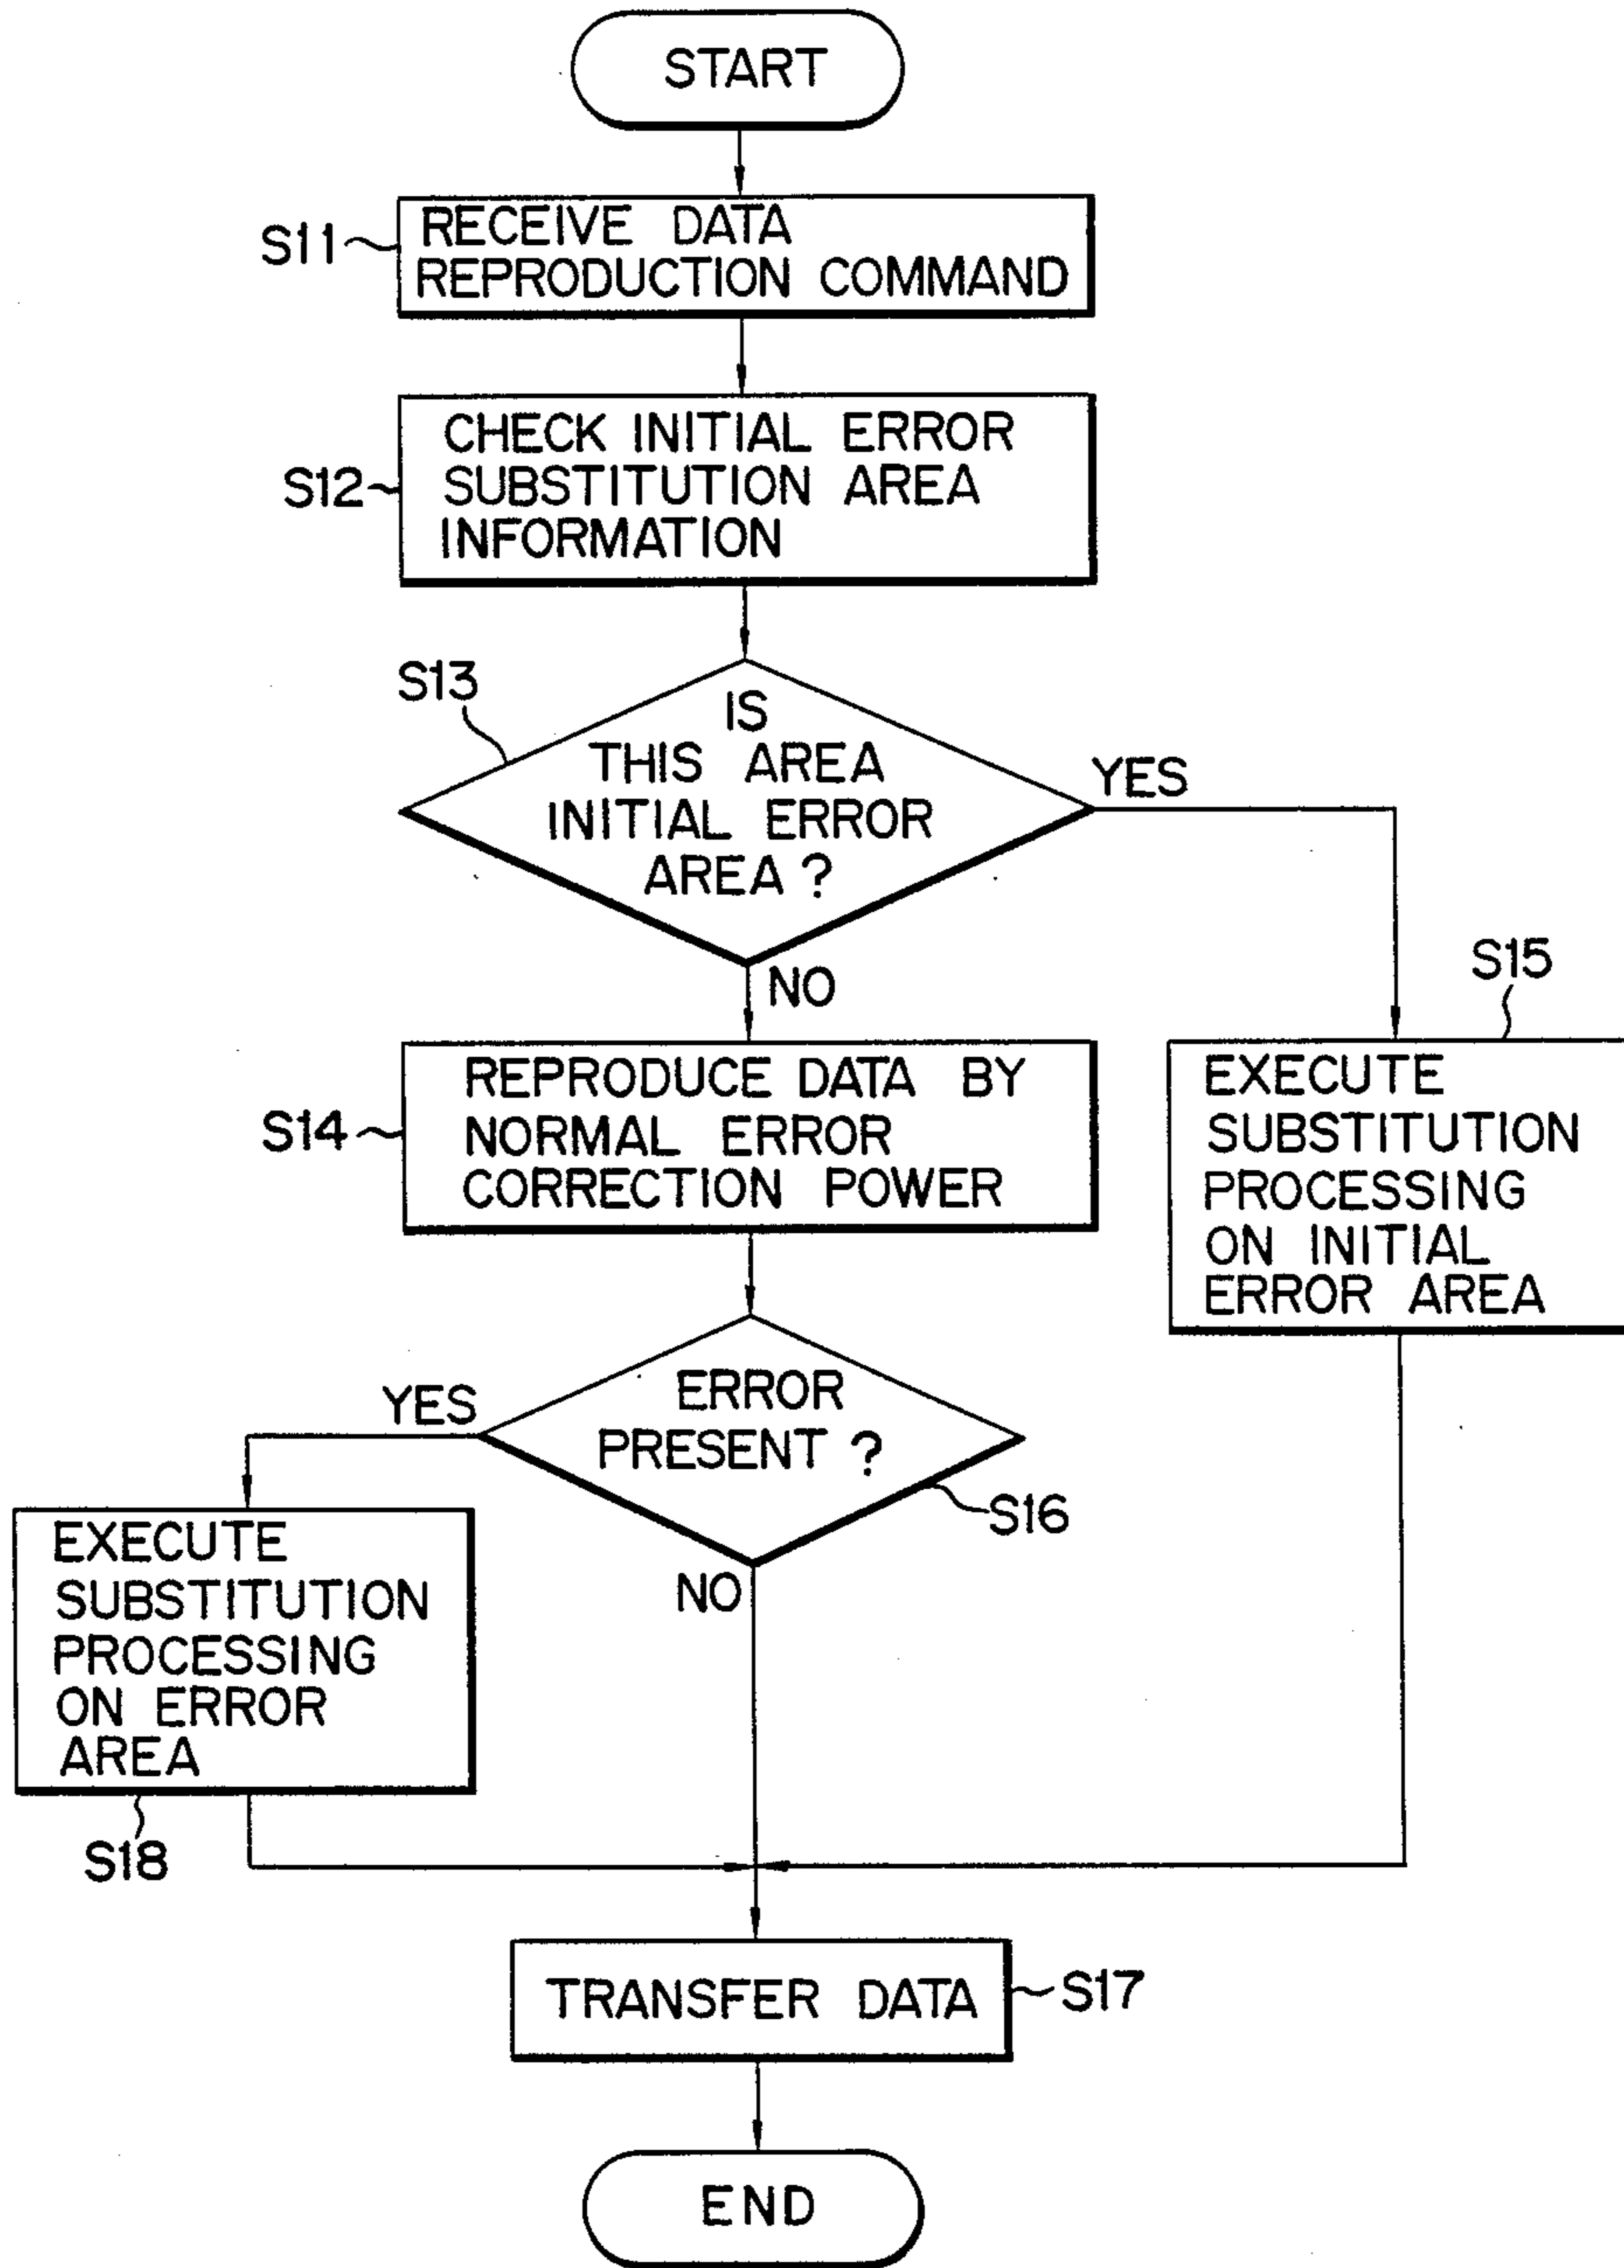 START
S11
RECEIVE DATA
REPRODUCTION COMMAND
S12
CHECK INITIAL ERROR
SUBSTITUTION AREA
INFORMATION
S13
IS
THIS AREA
INITIAL ERROR
AREA ?
YES
NO
S14
REPRODUCE DATA BY
NORMAL ERROR
CORRECTION POWER
S15
EXECUTE
SUBSTITUTION
PROCESSING
ON INITIAL
ERROR AREA
ERROR
PRESENT ?
S16
YES
NO
EXECUTE
SUBSTITUTION
PROCESSING
ON ERROR
AREA
S18
TRANSFER DATA
S17
END